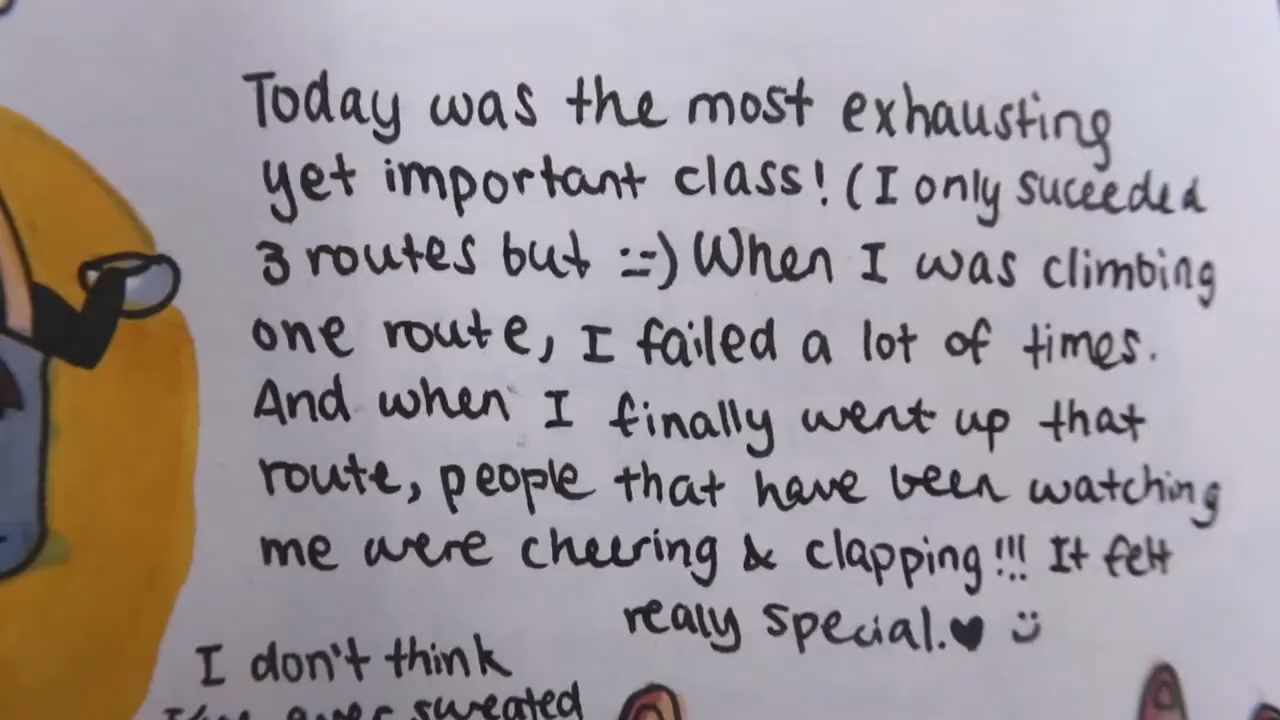 Today was the most exhausting
yet important class! (I only suceeded
3 routes but :=) When I was climbing
one route, I failed a lot of times.
And when I finally went up that
route, people that have been watching
me were cheering & clapping!!! It felt
realy special.♥ :)
I don't think
I've ever sweated